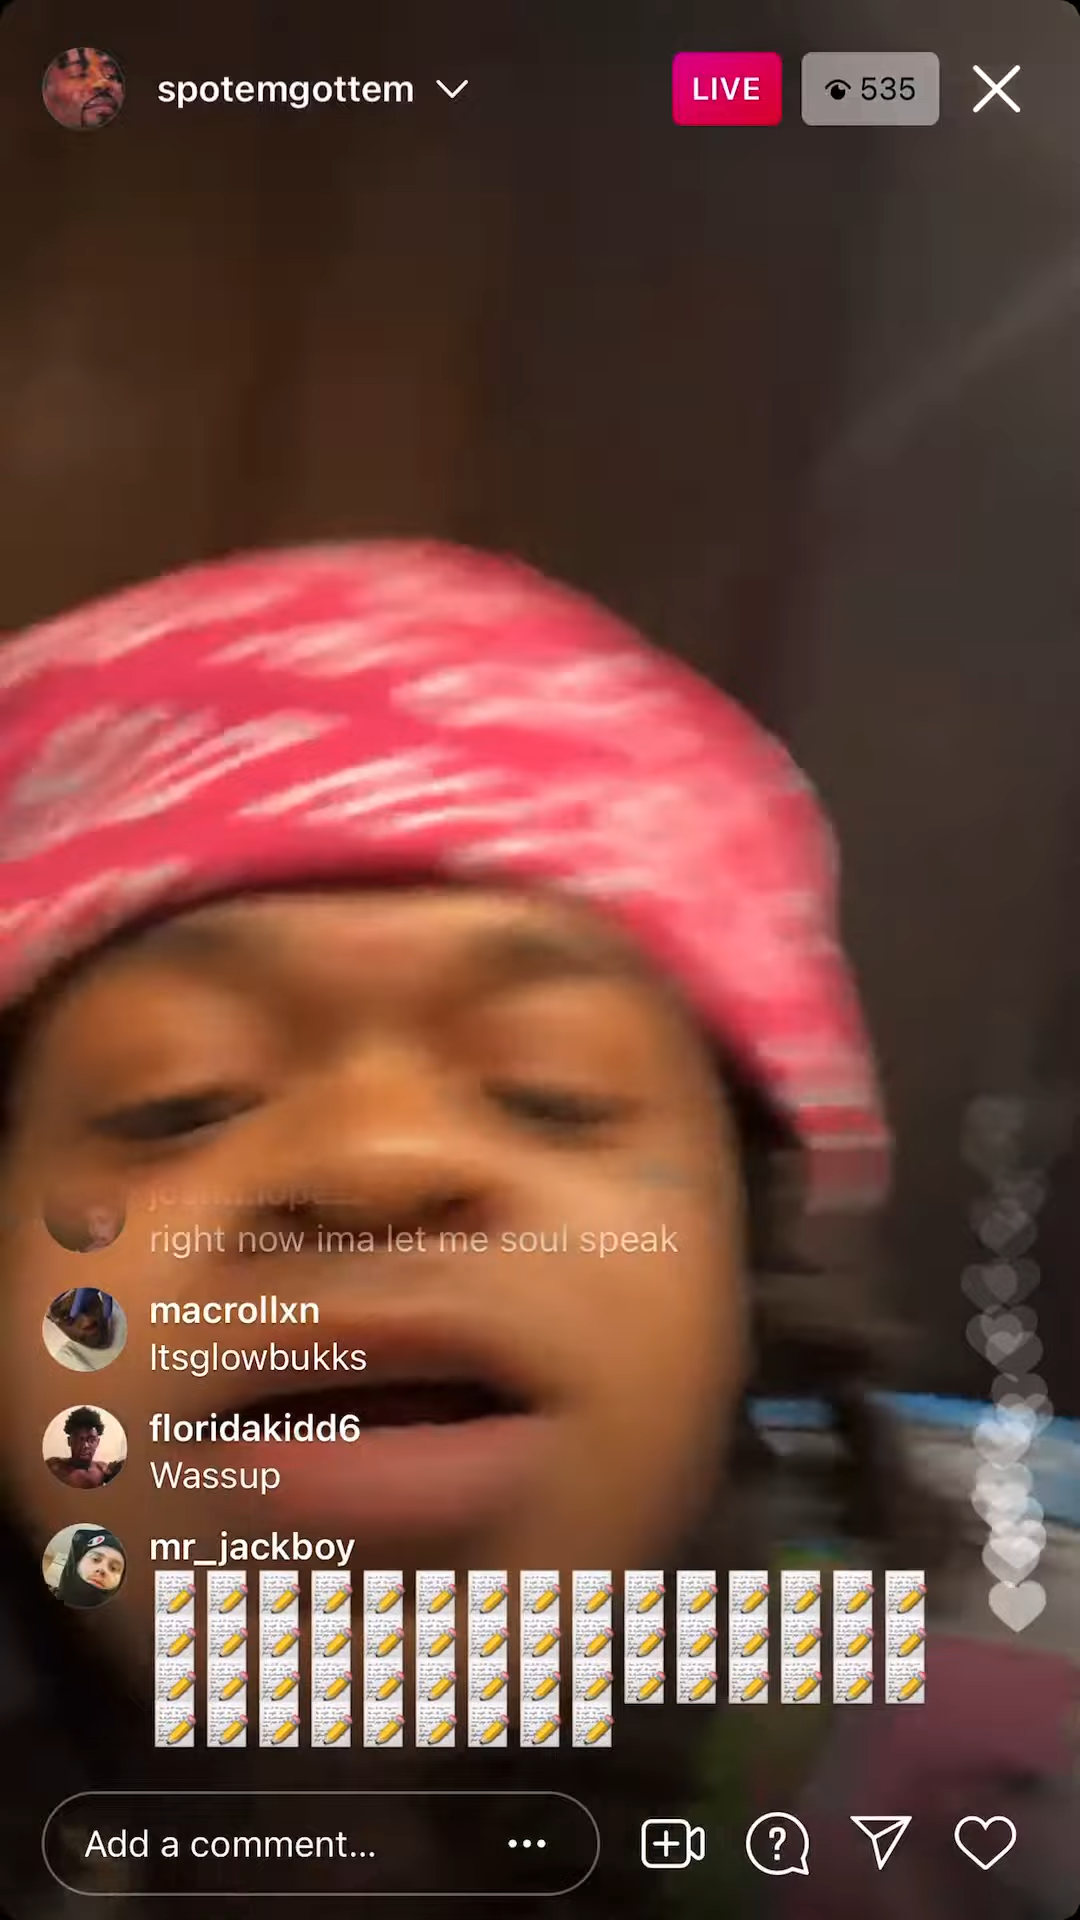 spotemgottem
LIVE
535
right now ima let me soul speak
macrollxn
Itsglowbukks
floridakidd6
Wassup
mr_jackboy
Add a comment...